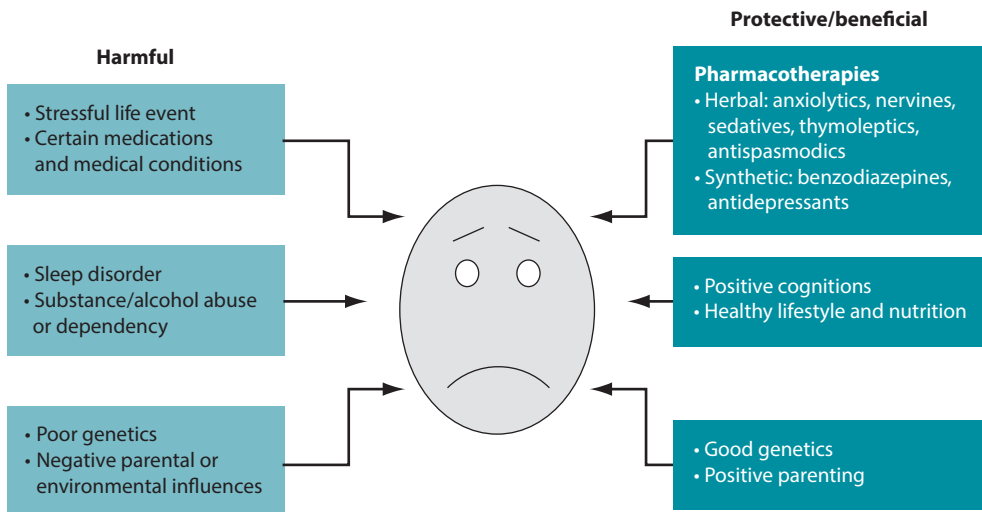 Harmful
• Stressful life event
• Certain medications
and medical conditions
• Sleep disorder
• Substance/alcohol abuse
or dependency
• Poor genetics
• Negative parental or
environmental influences
Protective/beneficial
Pharmacotherapies
• Herbal: anxiolytics, nervines,
sedatives, thymoleptics,
antispasmodics
• Synthetic: benzodiazepines,
antidepressants
• Positive cognitions
• Healthy lifestyle and nutrition
• Good genetics
• Positive parenting